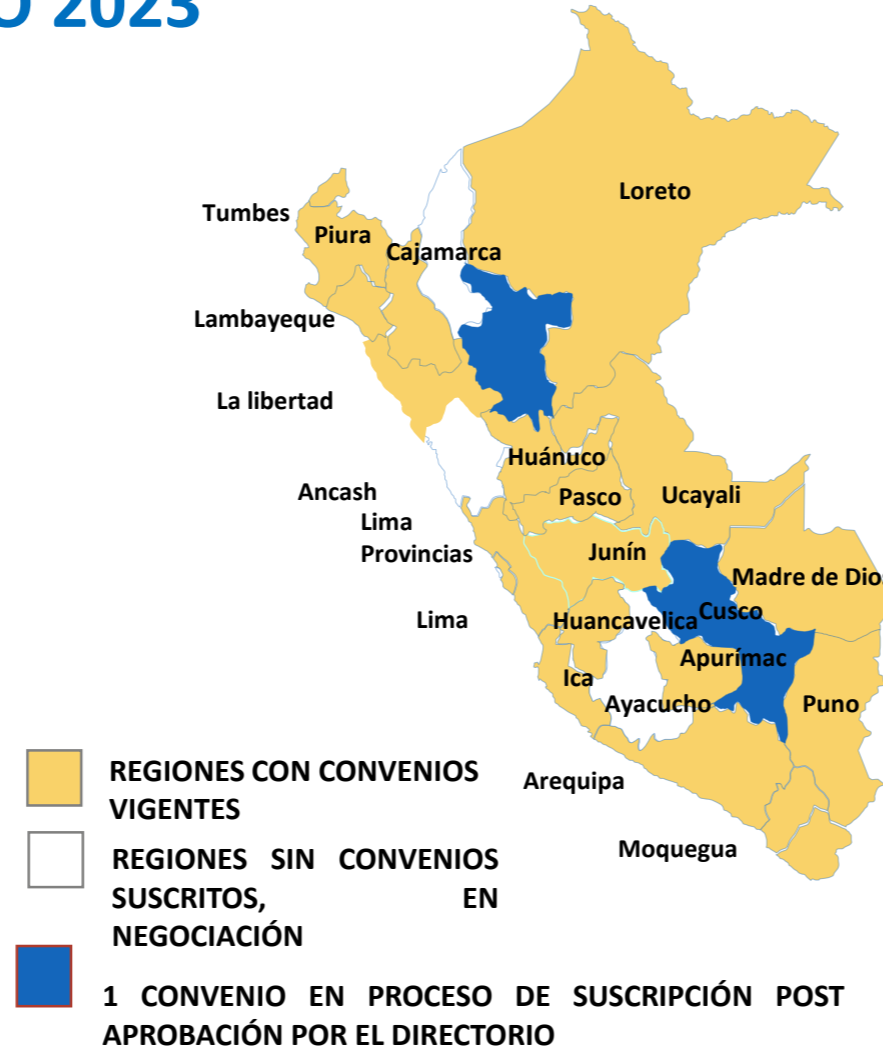 O 2023
Loreto
Tumbes
Piura
Cajamarca
Lambayeque
La libertad
Huánuco
Ancash
Pasco
Ucayali
Lima
Provincias
Junín
Madre de Dio
Lima
Huancavelica
Cusco
Apurímac
Ica
Ayacucho
Puno
Arequipa
Moquegua
REGIONES CON CONVENIOS
VIGENTES
REGIONES SIN CONVENIOS
SUSCRITOS, EN
NEGOCIACIÓN
1 CONVENIO EN PROCESO DE SUSCRIPCIÓN POST
APROBACIÓN POR EL DIRECTORIO